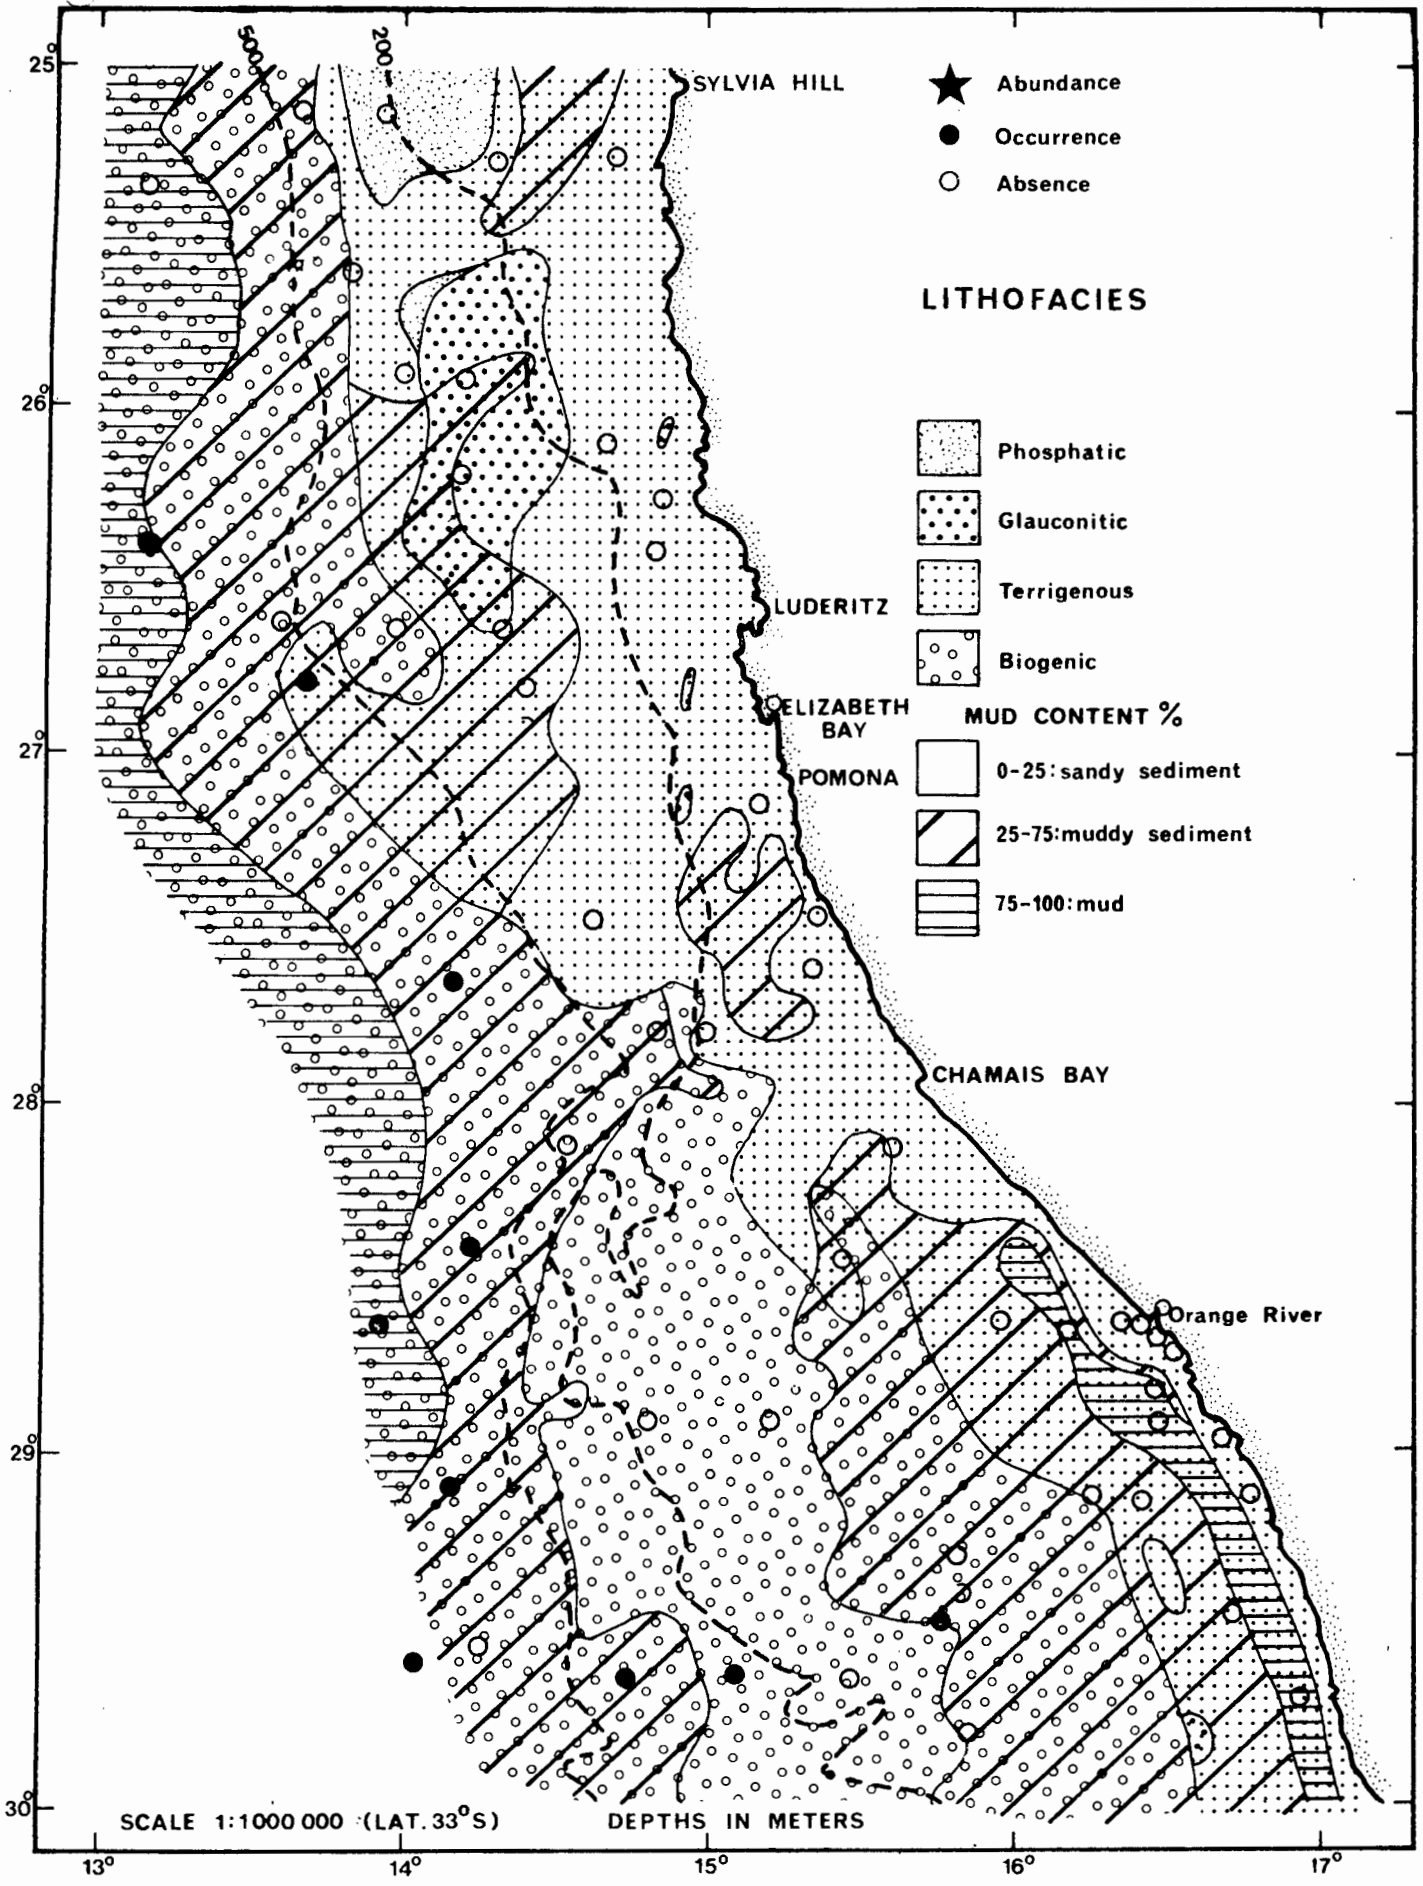 500
200
25°
SYLVIA HILL
Abundance
Occurrence
Absence
LITHOFACIES
26°
Phosphatic
Glauconitic
Terrigenous
LUDERITZ
Biogenic
ELIZABETH
BAY
MUD CONTENT %
27°
POMONA
0-25:sandy sediment
25-75:muddy sediment
75-100:mud
28°
CHAMAIS BAY
Orange River
29°
30°
SCALE 1:1000 000 (LAT.33°S)
DEPTHS IN METERS
13°
14°
15°
16°
17°